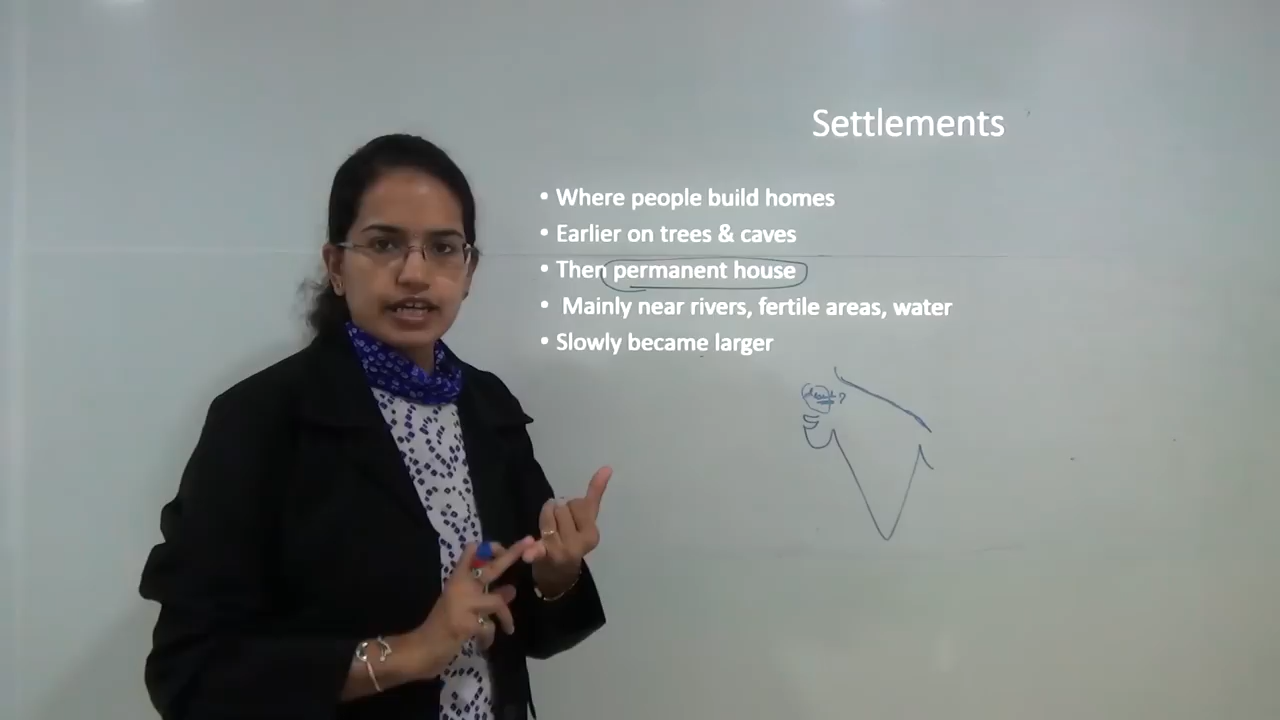 Settlements
• Where people build homes
• Earlier on trees & caves
• Then permanent house
• Mainly near rivers, fertile areas, water
• Slowly became larger